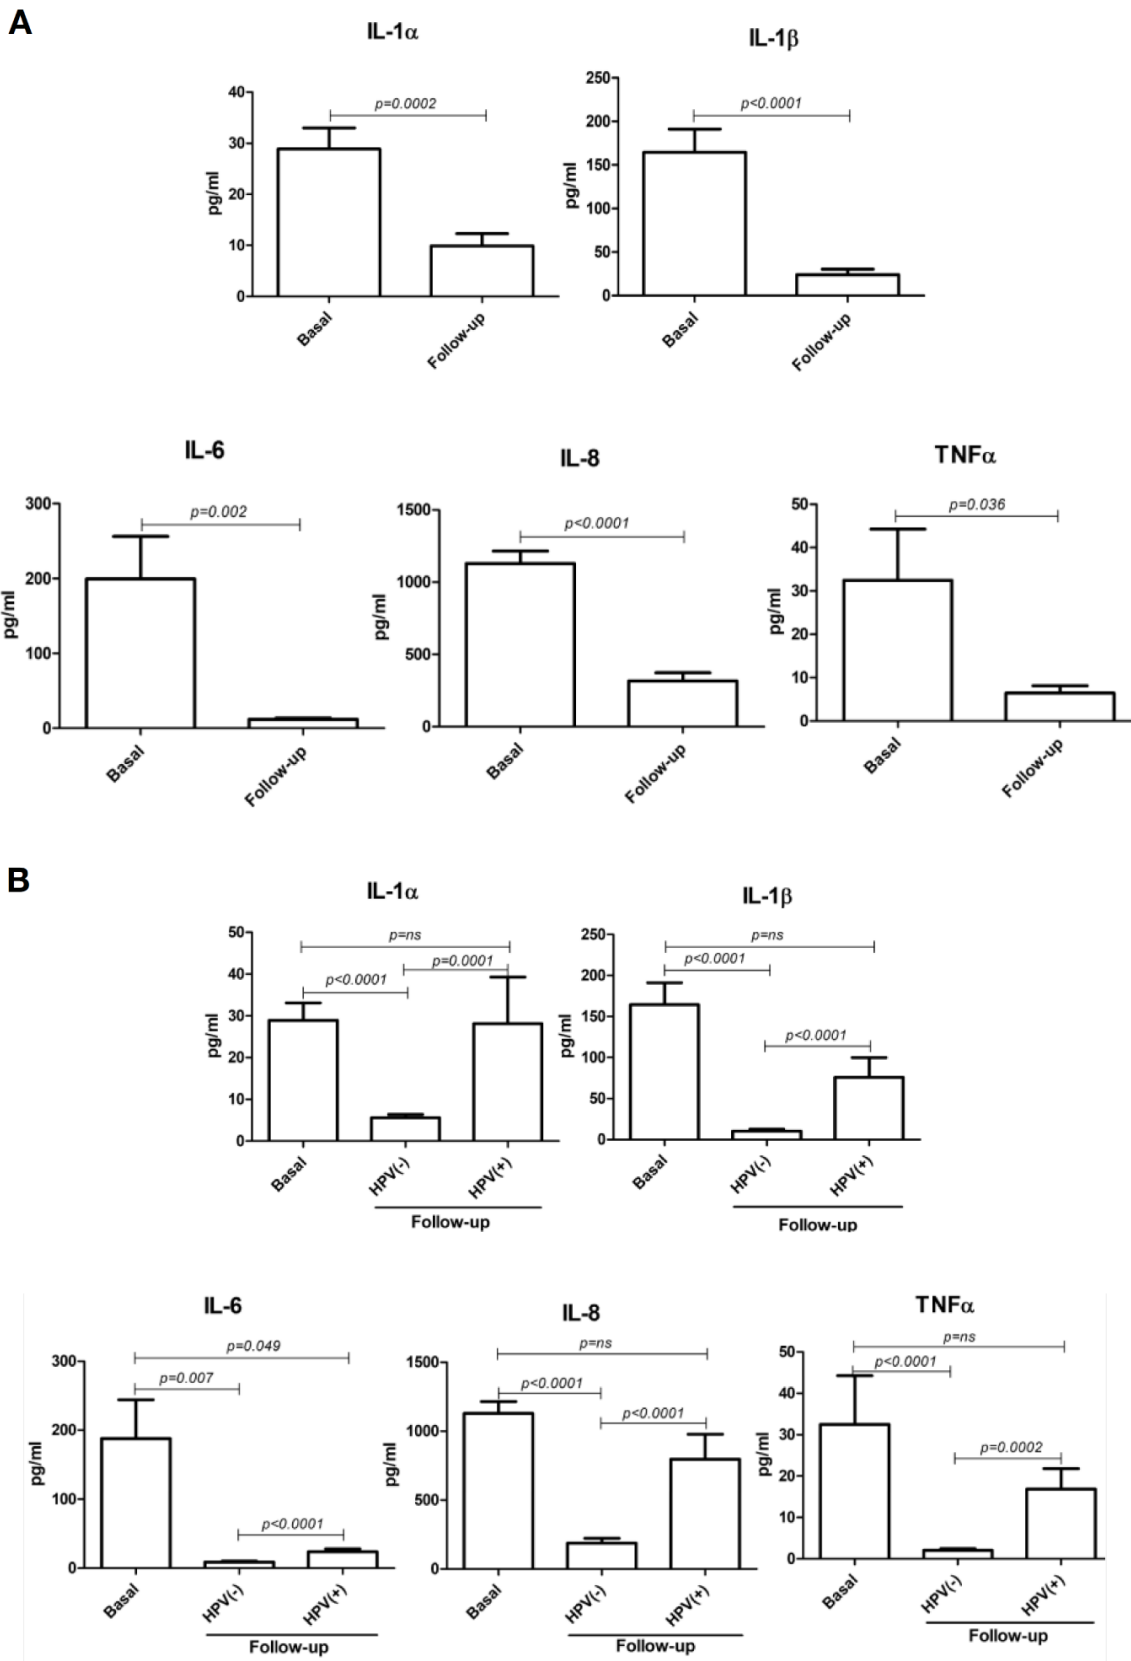 A
IL-1α
pg/ml
40
30
20
10
0
p=0.0002
Basal
Follow-up
IL-1β
pg/ml
250
200
150
100
50
0
p<0.0001
Basal
Follow-up
IL-6
pg/ml
300
200
100
0
p=0.002
Basal
Follow-up
IL-8
pg/ml
1500
1000
500
0
p<0.0001
Basal
Follow-up
TNFα
pg/ml
50
40
30
20
10
0
p=0.036
Basal
Follow-up
B
IL-1α
pg/ml
50
40
30
20
10
0
p=ns
p=0.0001
p<0.0001
Basal
HPV(-)
HPV(+)
Follow-up
IL-1β
pg/ml
250
200
150
100
50
0
p=ns
p<0.0001
p<0.0001
Basal
HPV(-)
HPV(+)
Follow-up
IL-6
pg/ml
300
200
100
0
p=0.049
p=0.007
p<0.0001
Basal
HPV(-)
HPV(+)
Follow-up
IL-8
pg/ml
1500
1000
500
0
p=ns
p<0.0001
p<0.0001
Basal
HPV(-)
HPV(+)
Follow-up
TNFα
pg/ml
50
40
30
20
10
0
p=ns
p<0.0001
p=0.0002
Basal
HPV(-)
HPV(+)
Follow-up